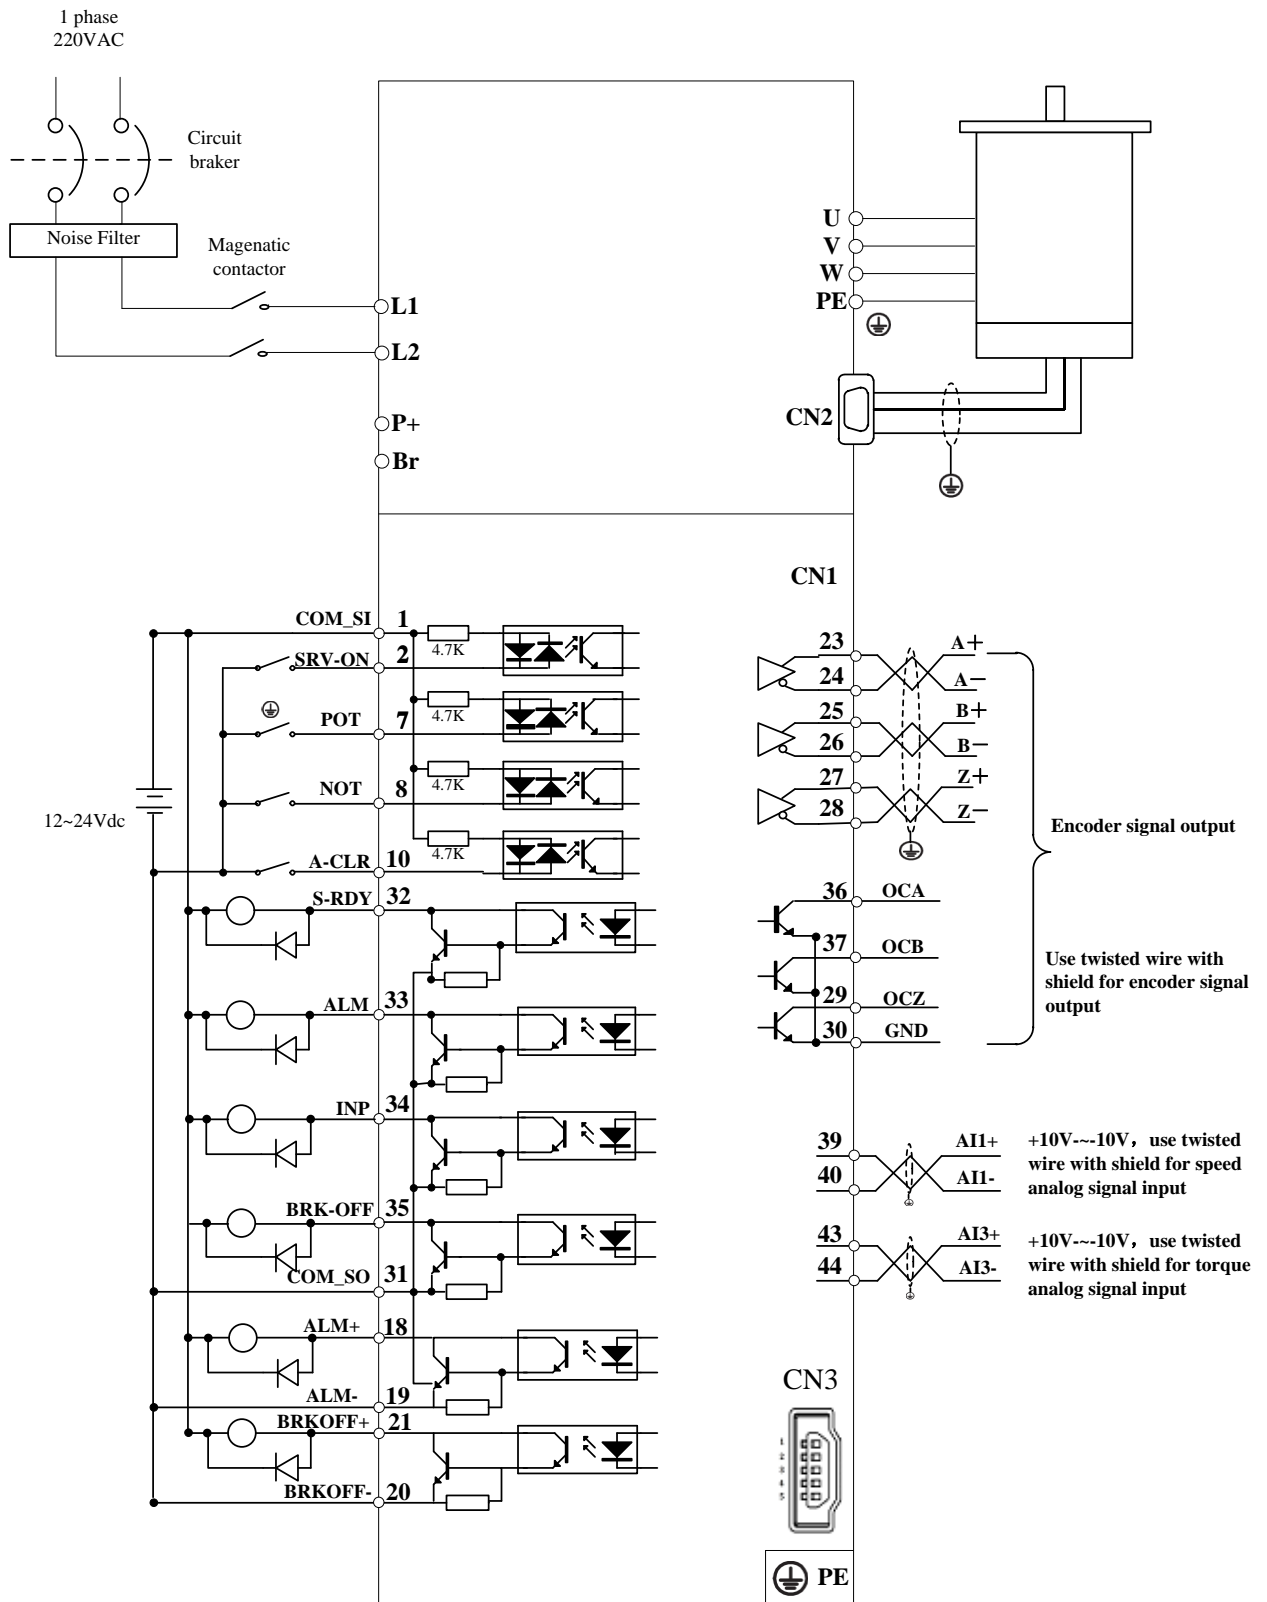 1 phase
220VAC
Circuit
braker
Noise Filter
Magenatic
contactor
L1
L2
P+
Br
U
V
W
PE
CN2
CN1
COM_SI 1
4.7K
SRV-ON 2
POT 7
4.7K
NOT 8
4.7K
A-CLR 10
4.7K
12~24Vdc
S-RDY 32
ALM 33
INP 34
BRK-OFF 35
COM_SO 31
ALM+ 18
ALM- 19
BRKOFF+ 21
BRKOFF- 20
23 A+
24 A-
25 B+
26 B-
27 Z+
28 Z-
Encoder signal output
36 OCA
37 OCB
29 OCZ
30 GND
Use twisted wire with
shield for encoder signal
output
39 AI1+
40 AI1-
+10V-~-10V, use twisted
wire with shield for speed
analog signal input
43 AI3+
44 AI3-
+10V-~-10V, use twisted
wire with shield for torque
analog signal input
CN3
1
2
3
4
5
PE